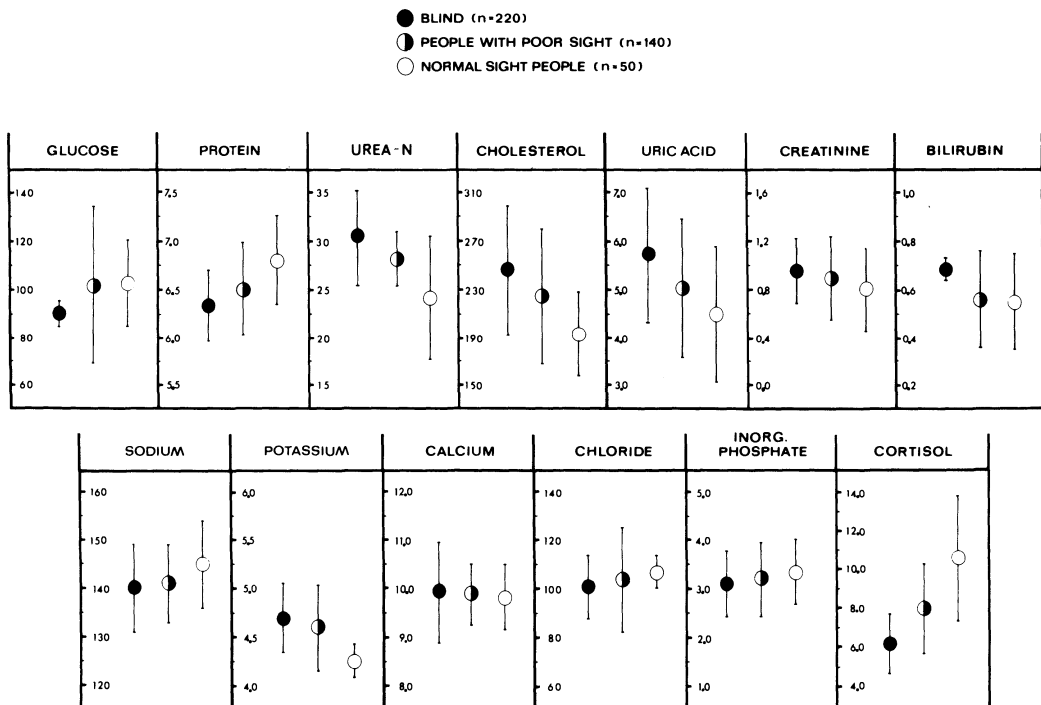 BLIND (n=220)
PEOPLE WITH POOR SIGHT (n=140)
NORMAL SIGHT PEOPLE (n=50)
GLUCOSE PROTEIN UREA-N CHOLESTEROL URIC ACID CREATININE BILIRUBIN
140 7.5 35 310 7.0 1.6 1.0
120 7.0 30 270 6.0 1.2 0.8
100 6.5 25 230 5.0 0.8 0.6
80 6.0 20 190 4.0 0.4 0.4
60 5.5 15 150 3.0 0.0 0.2
SODIUM POTASSIUM CALCIUM CHLORIDE INORG. PHOSPHATE CORTISOL
160 6.0 12.0 140 5.0 14.0
12.0
150 5.5 11.0 120 4.0
10.0
140 5.0 10.0 100 3.0
8.0
130 4.5 9.0 80 2.0
6.0
120 4.0 8.0 60 1.0 4.0